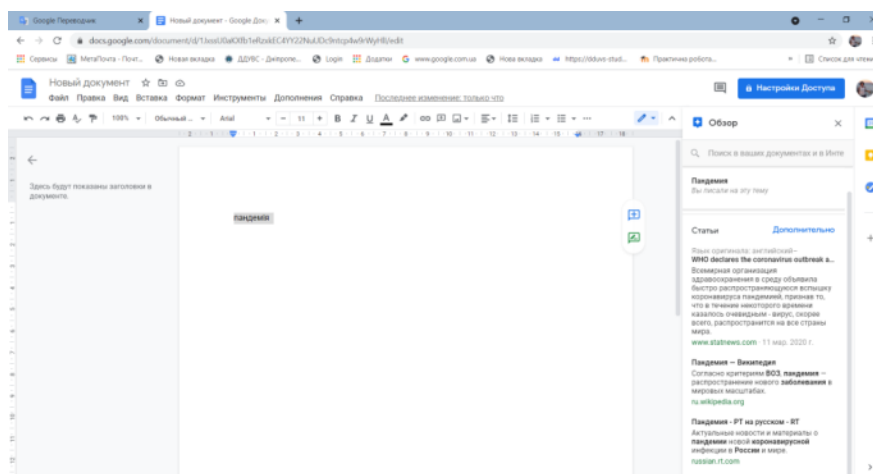 Google Переводчик
Новый документ - Google Док
docs.google.com/document/d/
Сервисы
МетаПочта - Почт...
Новая вкладка
ДДУВС - Дніпропе...
Login
Додатки
www.google.com.ua
Нова вкладка
https://dduvs-stud...
Практична робота...
Список для чтения
Новый документ
Файл Правка Вид Вставка Формат Инструменты Дополнения Справка Последнее изменение: только что
Настройки Доступа
100%
Обычный ...
Arial
11
Обзор
Поиск в ваших документах и в Инте
Здесь будут показаны заголовки в
документе.
пандемія
Пандемия
Вы писали на эту тему
Статьи Дополнительно
Язык оригинала: английский–
WHO declares the coronavirus outbreak a...
Всемирная организация
здравоохранения в среду объявила
быстро распространяющуюся вспышку
коронавируса пандемией, признав то,
что в течение некоторого времени
казалось очевидным - вирус, скорее
всего, распространится на все страны
мира.
www.statnews.com · 11 мар. 2020 г.
Пандемия — Википедия
Согласно критериям ВОЗ, пандемия —
распространение нового заболевания в
мировых масштабах.
ru.wikipedia.org
Пандемия - РТ на русском - RT
Актуальные новости и материалы о
пандемии новой коронавирусной
инфекции в России и мире.
russian.rt.com